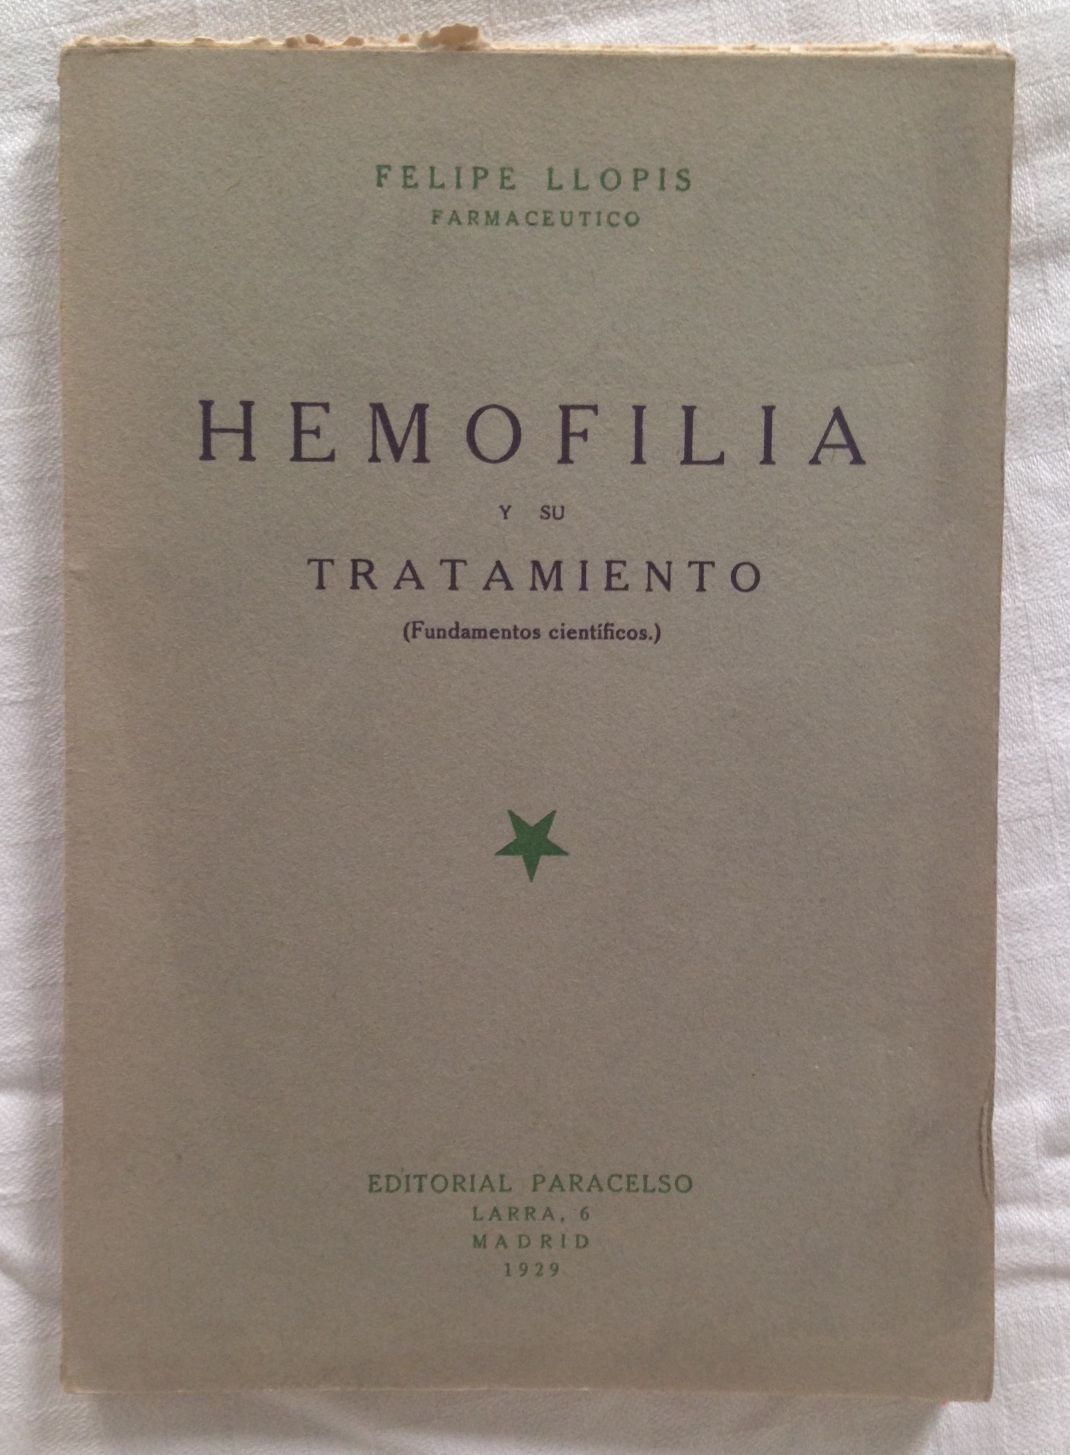 FELIPE LLOPIS
FARMACEUTICO
HEMOFILIA
Y SU
TRATAMIENTO
(Fundamentos científicos.)
EDITORIAL PARACELSO
LARRA, 6
MADRID
1929